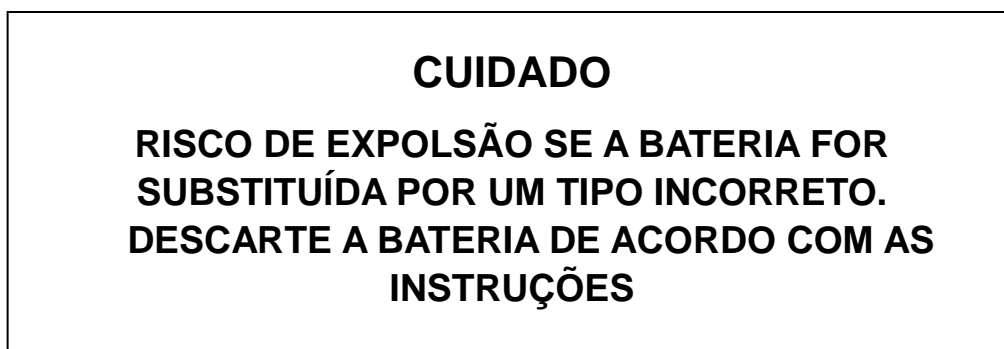 CUIDADO
RISCO DE EXPOLSÃO SE A BATERIA FOR
SUBSTITUÍDA POR UM TIPO INCORRETO.
DESCARTE A BATERIA DE ACORDO COM AS
INSTRUÇÕES